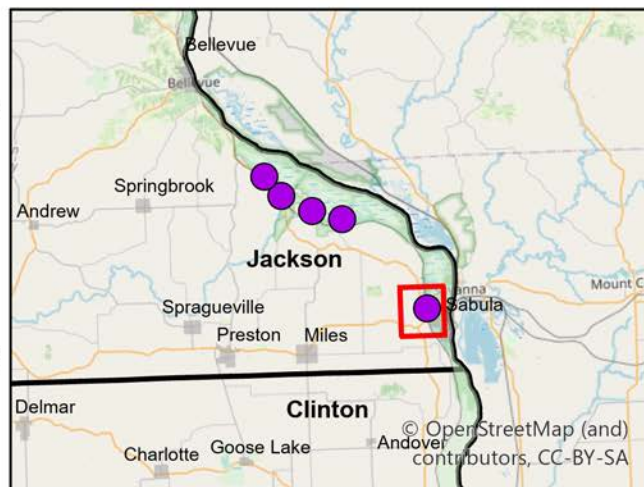 Bellevue
Bellevue
Springbrook
Andrew
Jackson
anna
Mount C
Sabula
Spragueville
Preston
Miles
Clinton
Delmar
© OpenStreetMap (and)
contributors, CC-BY-SA
Andover
Goose Lake
Charlotte